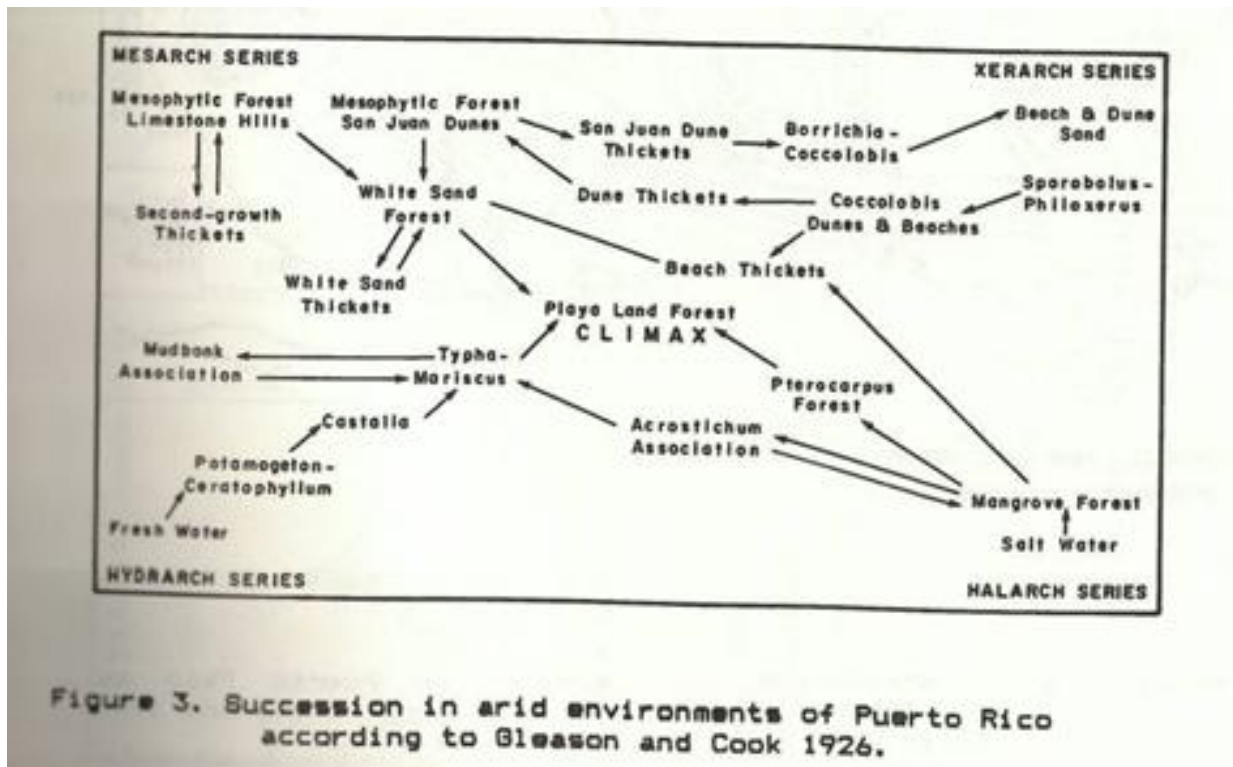 MESARCH SERIES
XERARCH SERIES
Mesophytic Forest
Limestone Hills
Mesophytic Forest
San Juan Dunes
San Juan Dune
Thickets
Borrichia-
Coccolobis
Beach & Dune
Sand
Second-growth
Thickets
White Sand
Forest
Dune Thickets
Coccolobis
Dunes & Beaches
Sporobolus-
Philoxerus
White Sand
Thickets
Beach Thickets
Playa Land Forest
CLIMAX
Mudbank
Association
Typha-
Mariscus
Pterocarpus
Forest
Castalia
Acrostichum
Association
Potamogeton-
Ceratophyllum
Mangrove Forest
Fresh Water
Salt Water
HYDRARCH SERIES
HALARCH SERIES
Figure 3. Succession in arid environments of Puerto Rico
according to Gleason and Cook 1926.